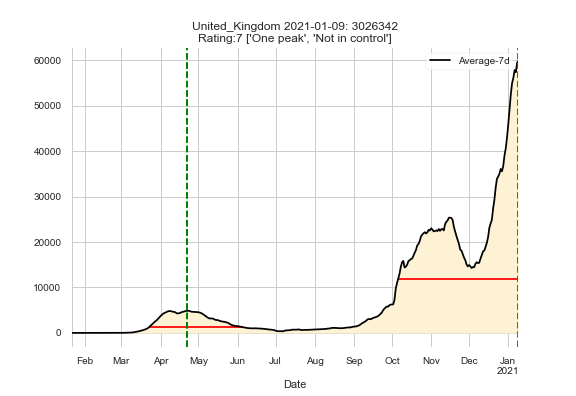 United_Kingdom 2021-01-09: 3026342
Rating:7 ['One peak', 'Not in control']
Average-7d
60000
50000
40000
30000
20000
10000
0
Feb Mar Apr May Jun Jul Aug Sep Oct Nov Dec Jan
2021
Date